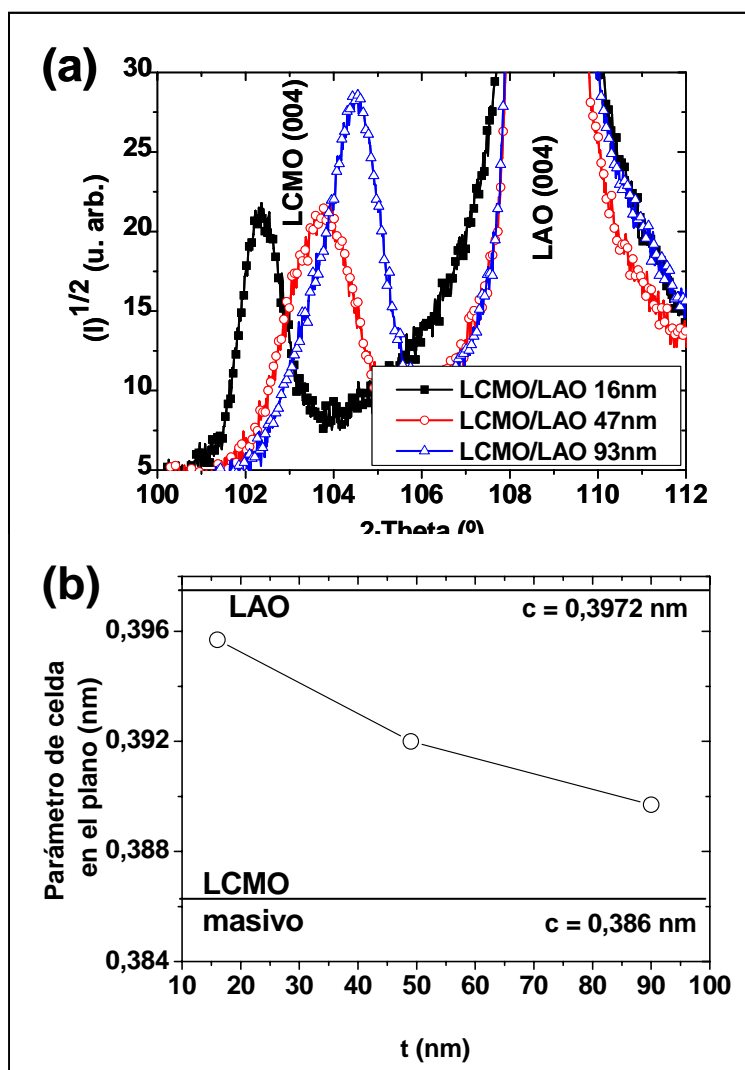 (a)
30
25
20
15
10
5
(I)1/2 (u. arb.)
LCMO (004)
LAO (004)
LCMO/LAO 16nm
LCMO/LAO 47nm
LCMO/LAO 93nm
100 102 104 106 108 110 112
2-Theta (º)
(b)
LAO
c = 0,3972 nm
0,396
0,392
0,388
0,384
Parámetro de celda
en el plano (nm)
LCMO
masivo
c = 0,386 nm
10 20 30 40 50 60 70 80 90 100
t (nm)